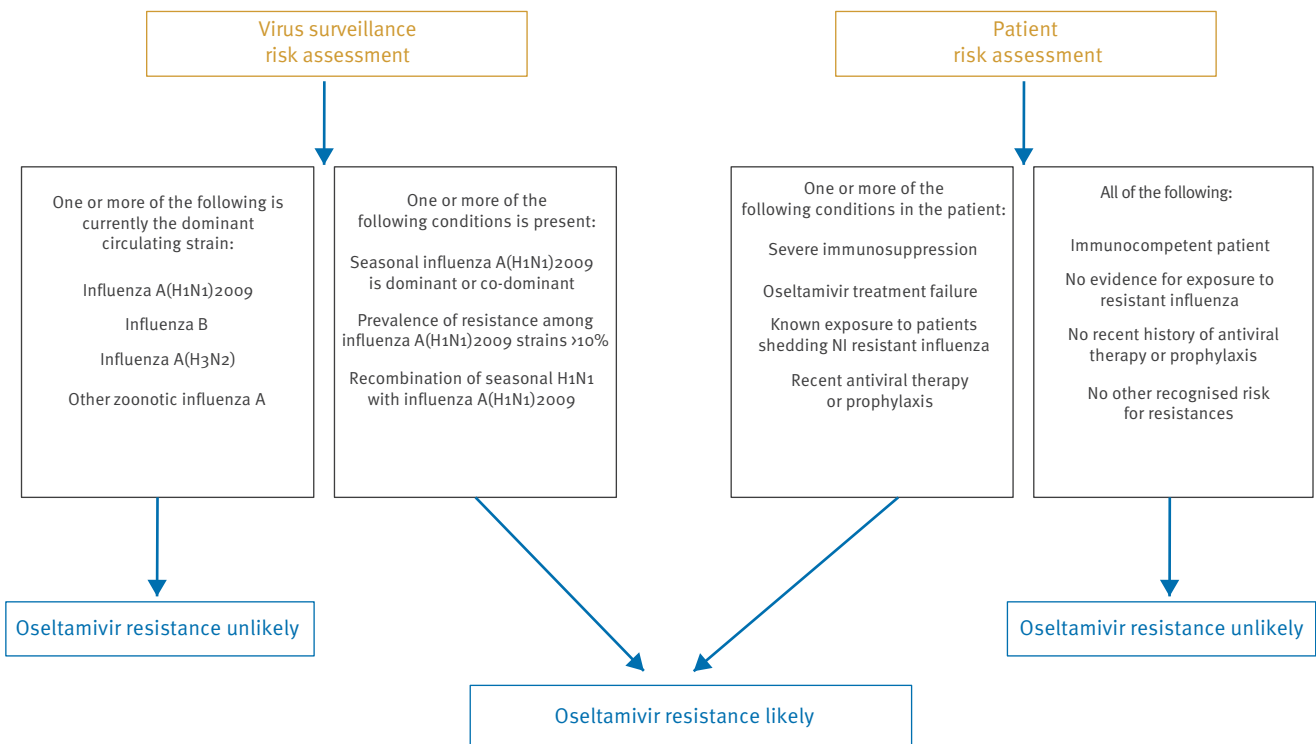 Virus surveillance
risk assessment
Patient
risk assessment
One or more of the following is
currently the dominant
circulating strain:
Influenza A(H1N1)2009
Influenza B
Influenza A(H3N2)
Other zoonotic influenza A
One or more of the
following conditions is present:
Seasonal influenza A(H1N1)2009
is dominant or co-dominant
Prevalence of resistance among
influenza A(H1N1)2009 strains >10%
Recombination of seasonal H1N1
with influenza A(H1N1)2009
One or more of the
following conditions in the patient:
Severe immunosuppression
Oseltamivir treatment failure
Known exposure to patients
shedding NI resistant influenza
Recent antiviral therapy
or prophylaxis
All of the following:
Immunocompetent patient
No evidence for exposure to
resistant influenza
No recent history of antiviral
therapy or prophylaxis
No other recognised risk
for resistances
Oseltamivir resistance unlikely
Oseltamivir resistance unlikely
Oseltamivir resistance likely